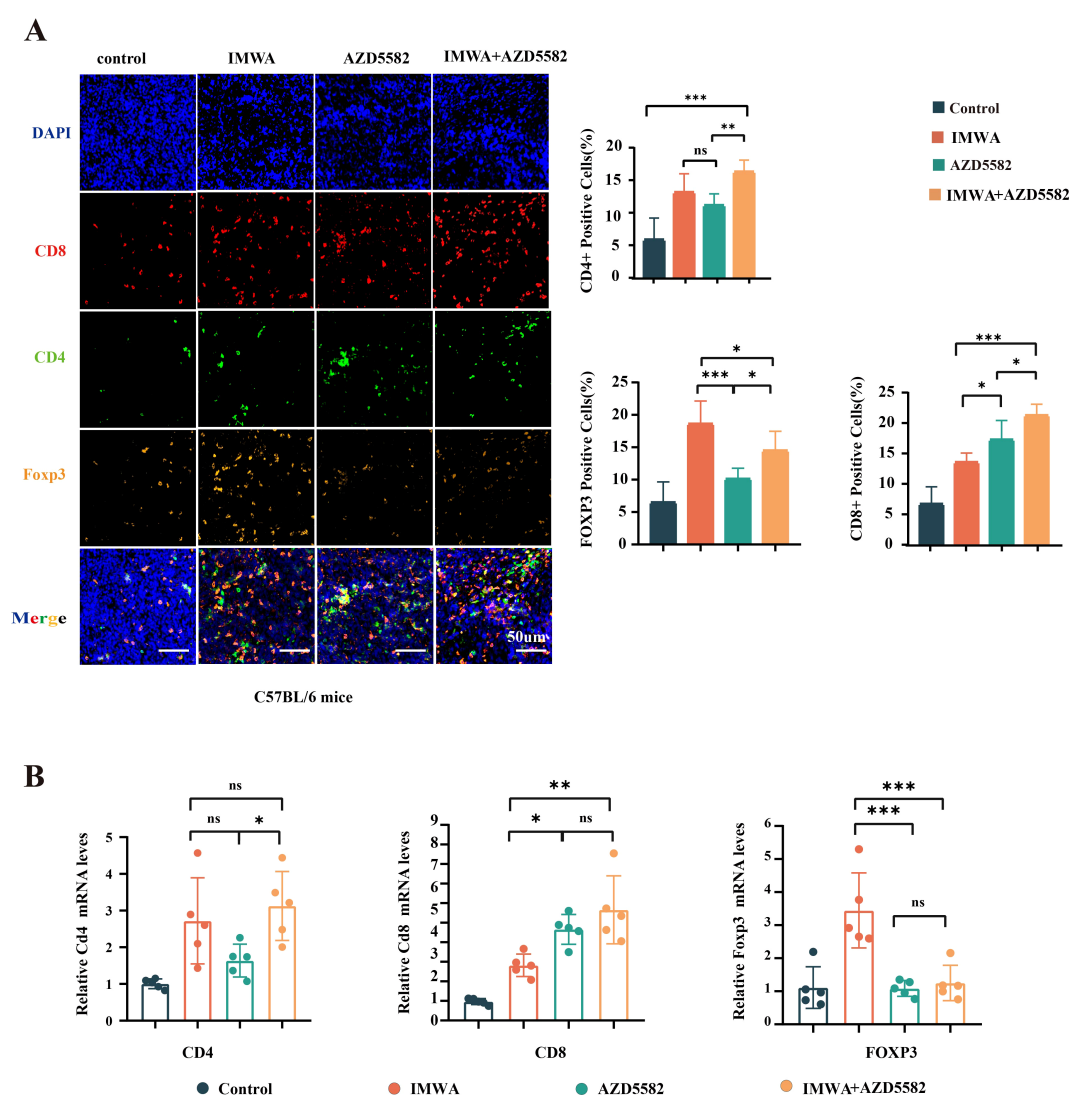 A
control
IMWA
AZD5582
IMWA+AZD5582
DAPI
CD8
CD4
Foxp3
Merge
50um
C57BL/6 mice
CD4+ Positive Cells(%)
20
15
10
5
0
***
**
ns
Control
IMWA
AZD5582
IMWA+AZD5582
FOXP3 Positive Cells(%)
25
20
15
10
5
0
*
***
*
CD8+ Positive Cells(%)
25
20
15
10
5
0
***
*
*
B
Relative Cd4 mRNA leves
5
4
3
2
1
0
ns
ns
*
CD4
Relative Cd8 mRNA leves
9
8
7
6
5
4
3
2
1
0
**
*
ns
CD8
Relative Foxp3 mRNA leves
6
5
4
3
2
1
0
***
***
ns
FOXP3
Control
IMWA
AZD5582
IMWA+AZD5582